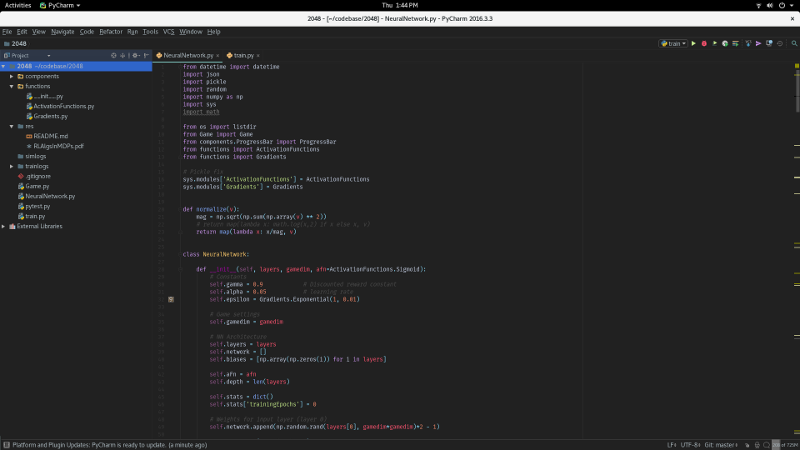 Activities PyCharm Thu 1:44 PM
2048 - [~/codebase/2048] - NeuralNetwork.py - PyCharm 2016.3.3
File Edit View Navigate Code Refactor Run Tools VCS Window Help
2048 train
Project
NeuralNetwork.py train.py
2048 ~/codebase/2048
components
functions
__init__.py
ActivationFunctions.py
Gradients.py
res
README.md
RLAlgsInMDPs.pdf
simlogs
trainlogs
.gitignore
Game.py
NeuralNetwork.py
pytest.py
train.py
External Libraries
from datetime import datetime
import json
import pickle
import random
import numpy as np
import sys
import math
from os import listdir
from Game import Game
from components.ProgressBar import ProgressBar
from functions import ActivationFunctions
from functions import Gradients
# Pickle fix
sys.modules['ActivationFunctions'] = ActivationFunctions
sys.modules['Gradients'] = Gradients
def normalize(v):
mag = np.sqrt(np.sum(np.array(v) ** 2))
return map(lambda x: x/mag, v)
class NeuralNetwork:
def __init__(self, layers, gamedim, afn=ActivationFunctions.Sigmoid):
# Constants
self.gamma = 0.9 # Discounted reward constant
self.alpha = 0.05 # learning rate
self.epsilon = Gradients.Exponential(1, 0.01)
# Game settings
self.gamedim = gamedim
# NN Architecture
self.layers = layers
self.network = []
self.biases = [np.array(np.zeros(i)) for i in layers]
self.afn = afn
self.depth = len(layers)
self.stats = dict()
self.stats['trainingEpochs'] = 0
# Weights for input layer (layer 0)
self.network.append(np.random.rand(layers[0], gamedim*gamedim)*2 - 1)
Platform and Plugin Updates: PyCharm is ready to update. (a minute ago) LF÷ UTF-8÷ Git: master÷ of 725M